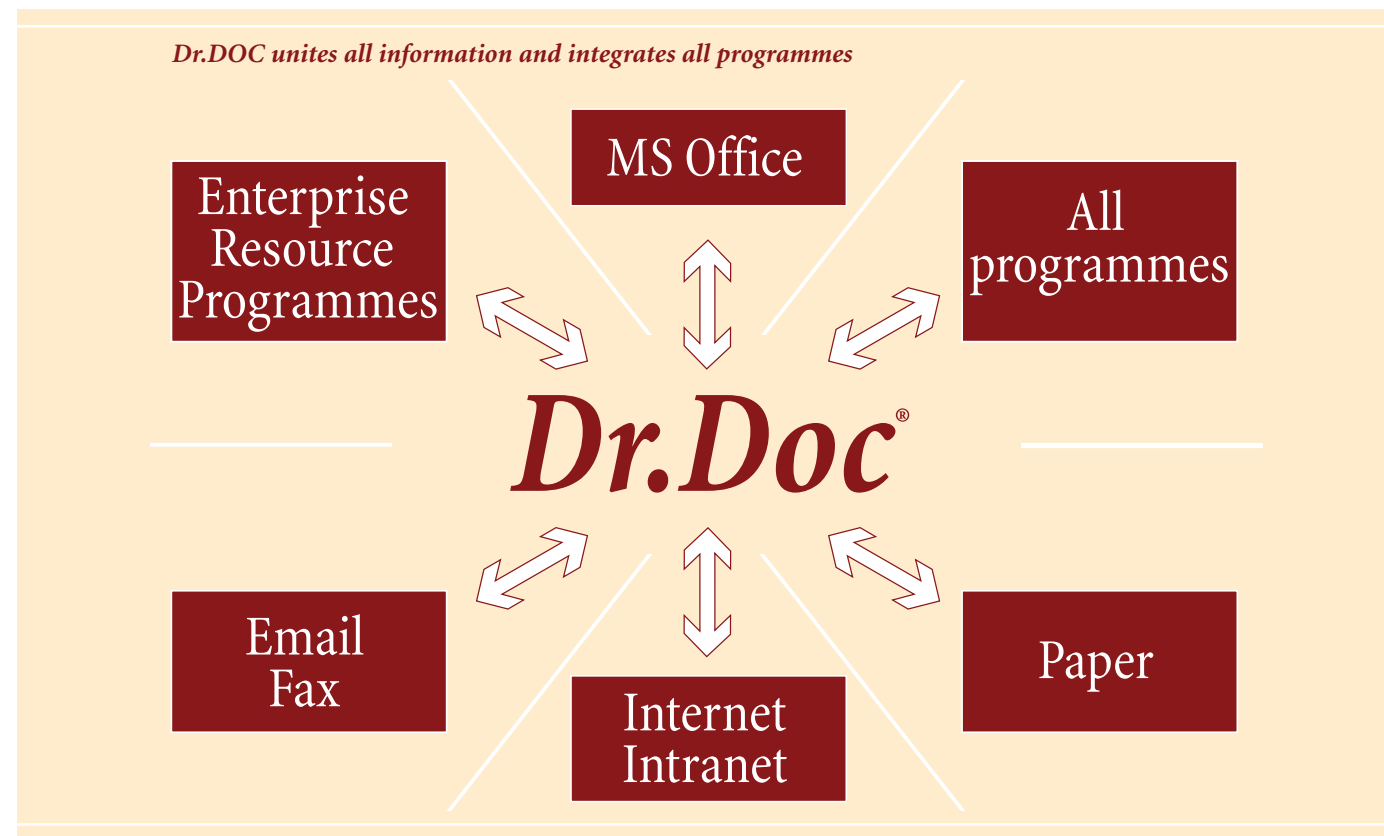 Dr.DOC unites all information and integrates all programmes
MS Office
Enterprise
Resource
Programmes
All
programmes
Dr.Doc®
Email
Fax
Paper
Internet
Intranet